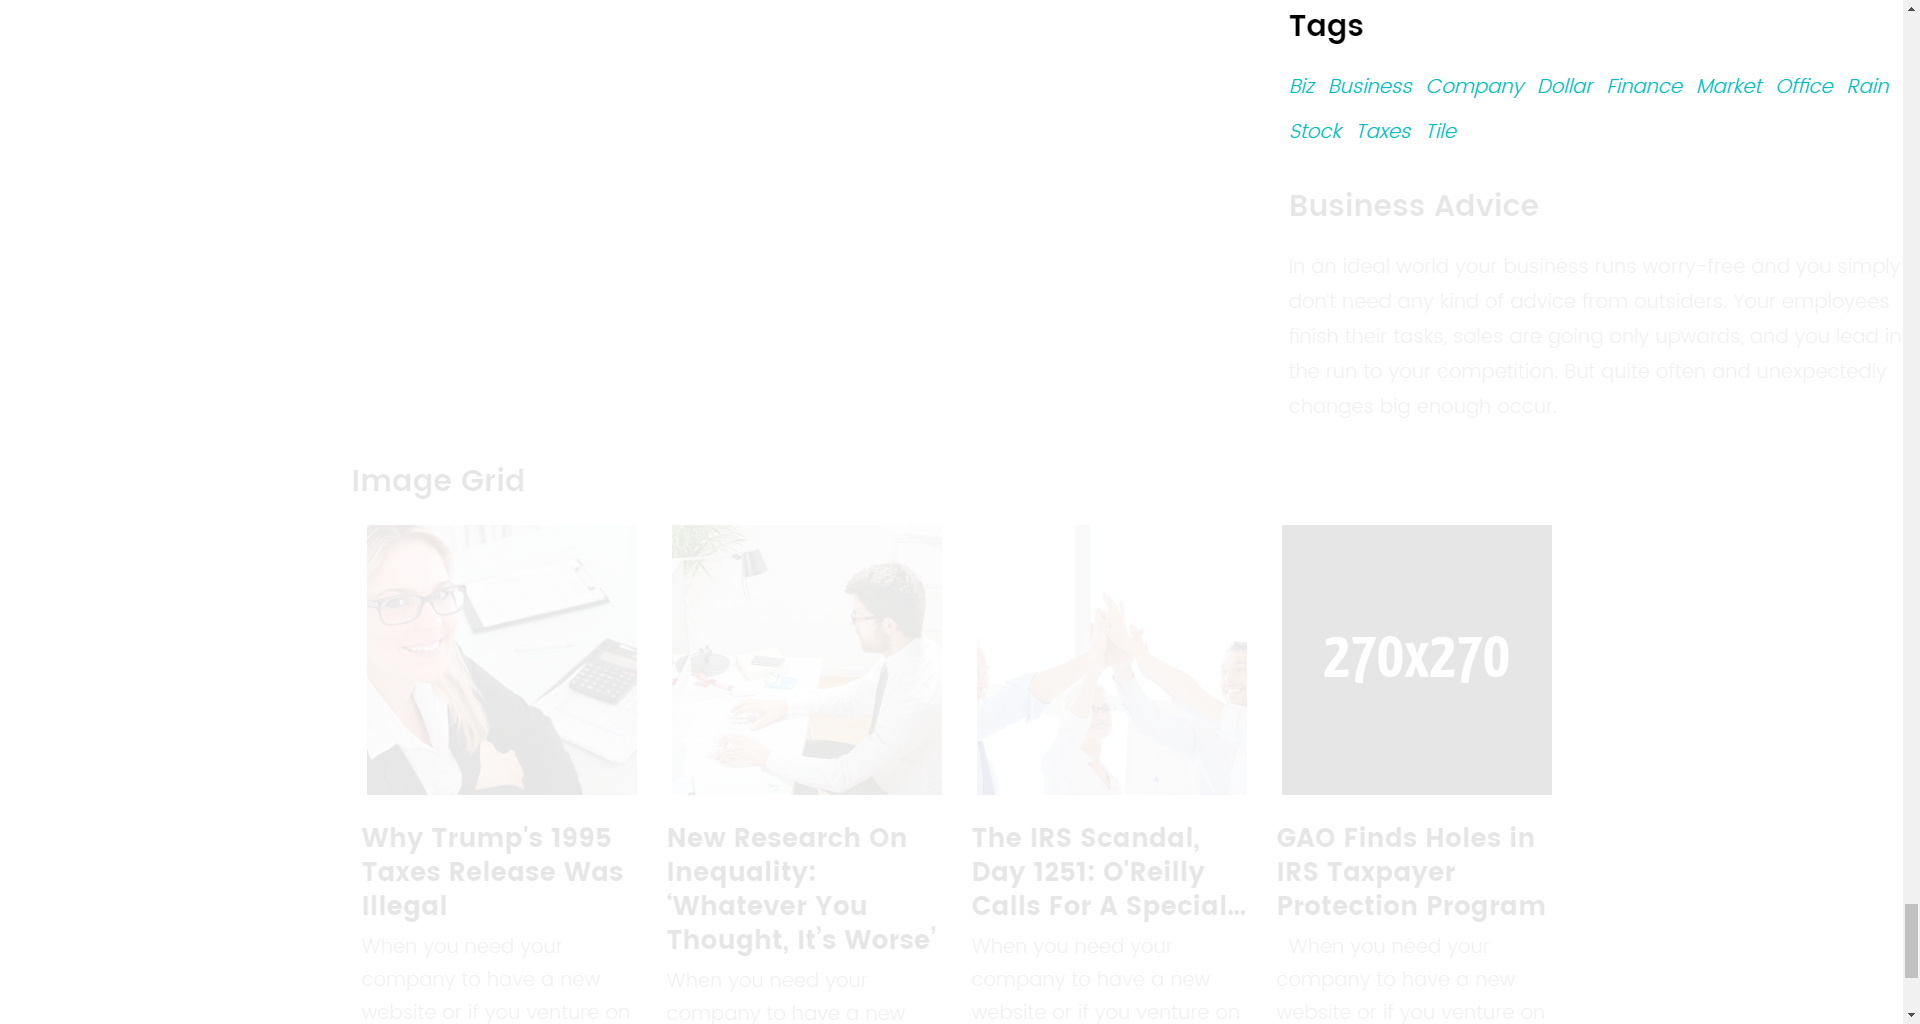 Tags
Biz Business Company Dollar Finance Market Office Rain
Stock Taxes Tile
Business Advice
In an ideal world your business runs worry-free and you simply
don't need any kind of advice from outsiders. Your employees
finish their tasks, sales are going only upwards, and you lead in
the run to your competition. But quite often and unexpectedly
changes big enough occur.
Image Grid
270x270
Why Trump's 1995
Taxes Release Was
Illegal
When you need your
company to have a new
website or if you venture on
New Research On
Inequality:
‘Whatever You
Thought, It’s Worse’
When you need your
company to have a new
The IRS Scandal,
Day 1251: O'Reilly
Calls For A Special...
When you need your
company to have a new
website or if you venture on
GAO Finds Holes in
IRS Taxpayer
Protection Program
When you need your
company to have a new
website or if you venture on